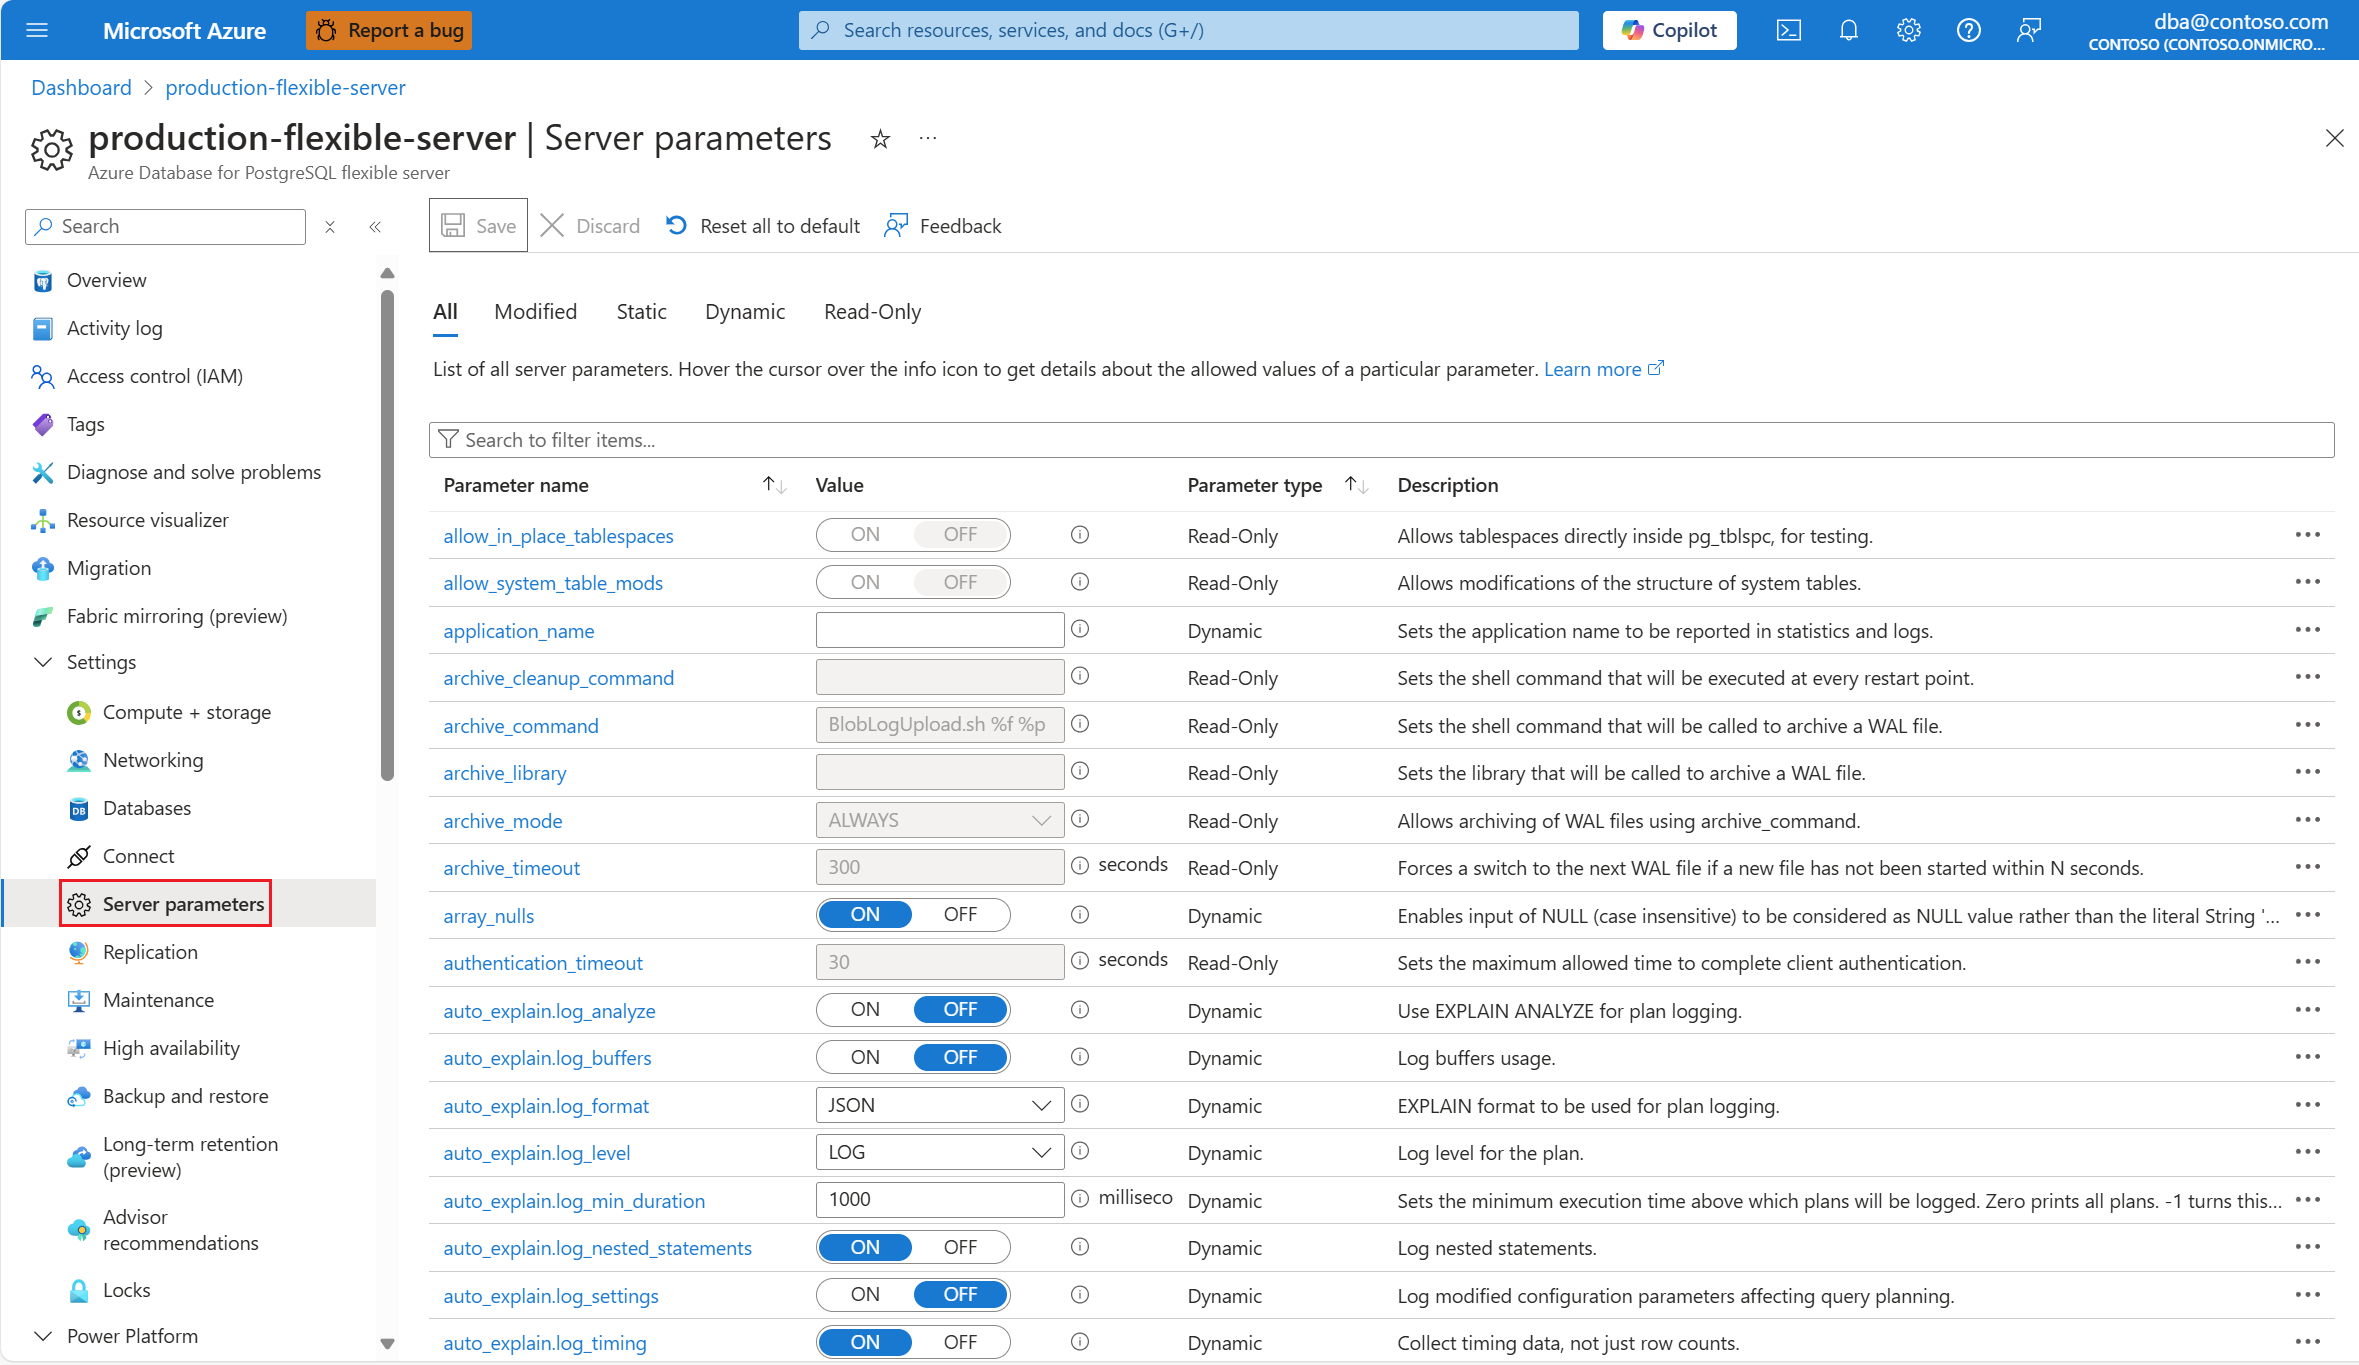 Microsoft Azure
Report a bug
Search resources, services, and docs (G+/)
Copilot
dba@contoso.com
CONTOSO (CONTOSO.ONMICRO...
Dashboard > production-flexible-server
production-flexible-server | Server parameters
Azure Database for PostgreSQL flexible server
Search
Overview
Activity log
Access control (IAM)
Tags
Diagnose and solve problems
Resource visualizer
Migration
Fabric mirroring (preview)
Settings
Compute + storage
Networking
Databases
Connect
Server parameters
Replication
Maintenance
High availability
Backup and restore
Long-term retention
(preview)
Advisor
recommendations
Locks
Power Platform
Save Discard Reset all to default Feedback
All Modified Static Dynamic Read-Only
List of all server parameters. Hover the cursor over the info icon to get details about the allowed values of a particular parameter. Learn more
Search to filter items...
Parameter name Value Parameter type Description
allow_in_place_tablespaces ON OFF Read-Only Allows tablespaces directly inside pg_tblspc, for testing.
allow_system_table_mods ON OFF Read-Only Allows modifications of the structure of system tables.
application_name Dynamic Sets the application name to be reported in statistics and logs.
archive_cleanup_command Read-Only Sets the shell command that will be executed at every restart point.
archive_command BlobLogUpload.sh %f %p Read-Only Sets the shell command that will be called to archive a WAL file.
archive_library Read-Only Sets the library that will be called to archive a WAL file.
archive_mode ALWAYS Read-Only Allows archiving of WAL files using archive_command.
archive_timeout 300 seconds Read-Only Forces a switch to the next WAL file if a new file has not been started within N seconds.
array_nulls ON OFF Dynamic Enables input of NULL (case insensitive) to be considered as NULL value rather than the literal String '...
authentication_timeout 30 seconds Read-Only Sets the maximum allowed time to complete client authentication.
auto_explain.log_analyze ON OFF Dynamic Use EXPLAIN ANALYZE for plan logging.
auto_explain.log_buffers ON OFF Dynamic Log buffers usage.
auto_explain.log_format JSON Dynamic EXPLAIN format to be used for plan logging.
auto_explain.log_level LOG Dynamic Log level for the plan.
auto_explain.log_min_duration 1000 milliseco Dynamic Sets the minimum execution time above which plans will be logged. Zero prints all plans. -1 turns this...
auto_explain.log_nested_statements ON OFF Dynamic Log nested statements.
auto_explain.log_settings ON OFF Dynamic Log modified configuration parameters affecting query planning.
auto_explain.log_timing ON OFF Dynamic Collect timing data, not just row counts.